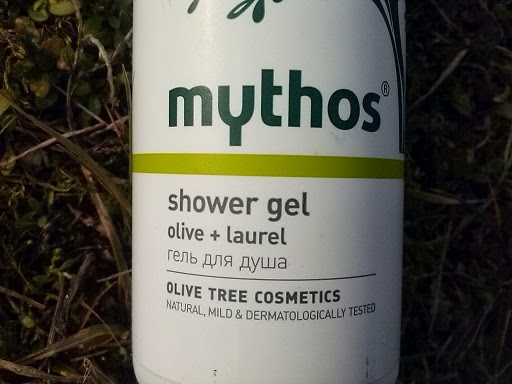 mythos®
shower gel
olive + laurel
гель для душа
OLIVE TREE COSMETICS
NATURAL, MILD & DERMATOLOGICALLY TESTED